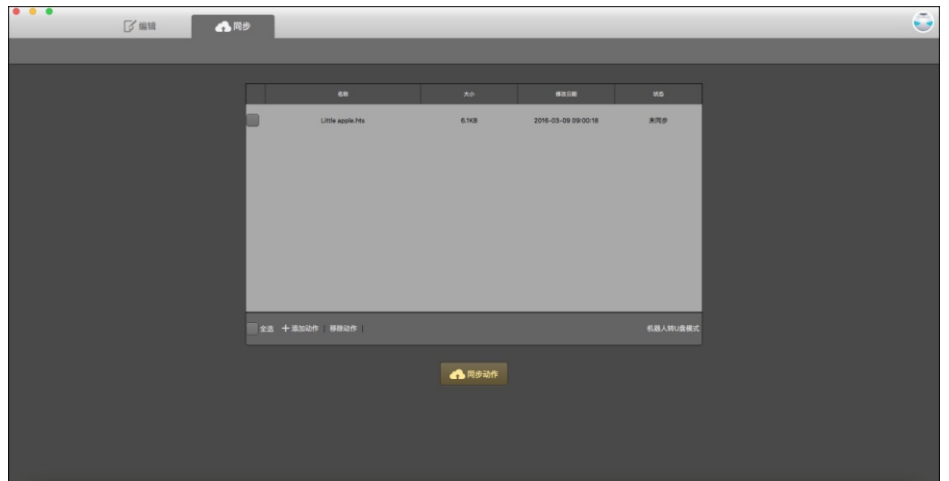 编辑
同步
名称 大小 修改日期 状态
Little apple.hts 6.1KB 2016-03-09 09:00:18 未同步
全选 添加动作 | 移除动作 | 机器人转U盘模式
同步动作